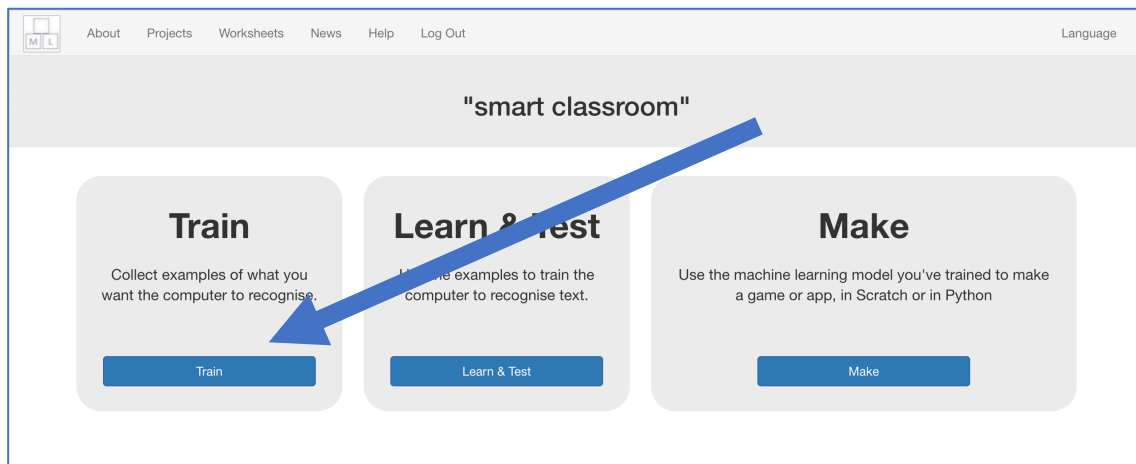 M L
About Projects Worksheets News Help Log Out Language
"smart classroom"
Train
Collect examples of what you
want the computer to recognise.
Train
Learn & Test
the examples to train the
computer to recognise text.
Learn & Test
Make
Use the machine learning model you've trained to make
a game or app, in Scratch or in Python
Make